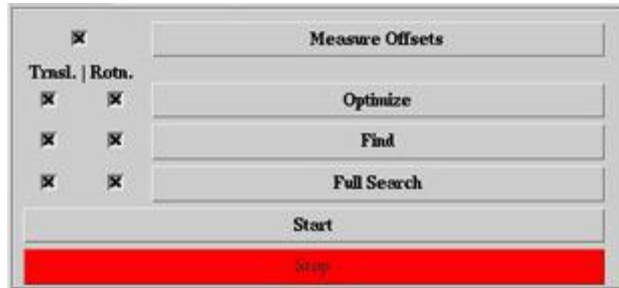 Measure Offsets
Trnsl. | Rotn.
Optimize
Find
Full Search
Start
Stop